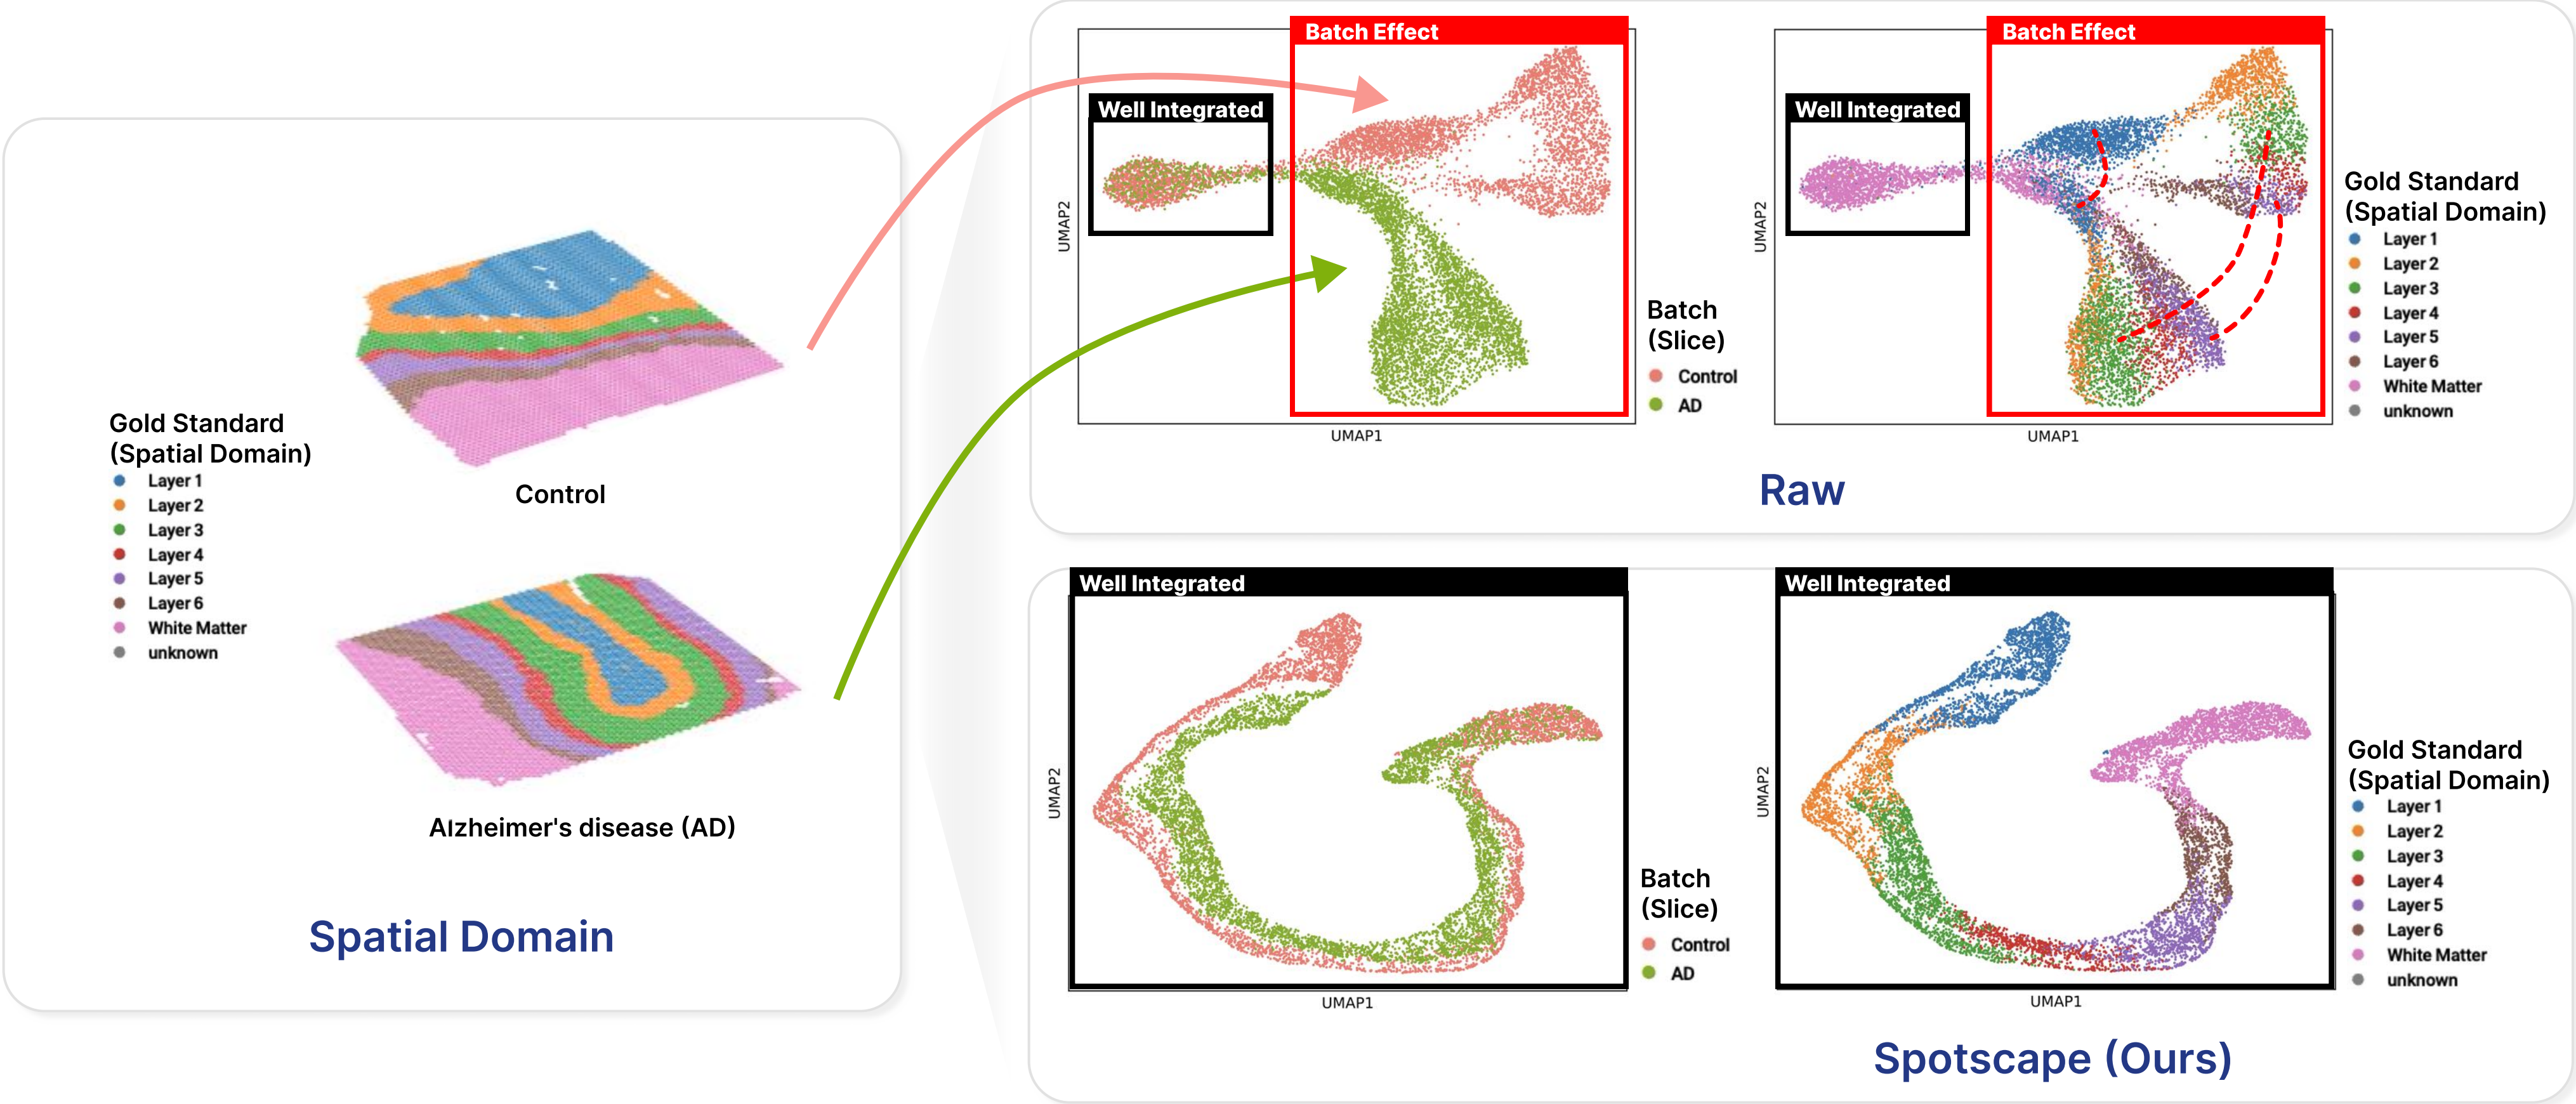 Gold Standard
(Spatial Domain)
Layer 1
Layer 2
Layer 3
Layer 4
Layer 5
Layer 6
White Matter
unknown
Control
Alzheimer's disease (AD)
Spatial Domain
Batch Effect
Well Integrated
UMAP2
UMAP1
Batch
(Slice)
Control
AD
Batch Effect
Well Integrated
UMAP2
UMAP1
Gold Standard
(Spatial Domain)
Layer 1
Layer 2
Layer 3
Layer 4
Layer 5
Layer 6
White Matter
unknown
Raw
Well Integrated
UMAP2
UMAP1
Batch
(Slice)
Control
AD
Well Integrated
UMAP2
UMAP1
Gold Standard
(Spatial Domain)
Layer 1
Layer 2
Layer 3
Layer 4
Layer 5
Layer 6
White Matter
unknown
Spotscape (Ours)